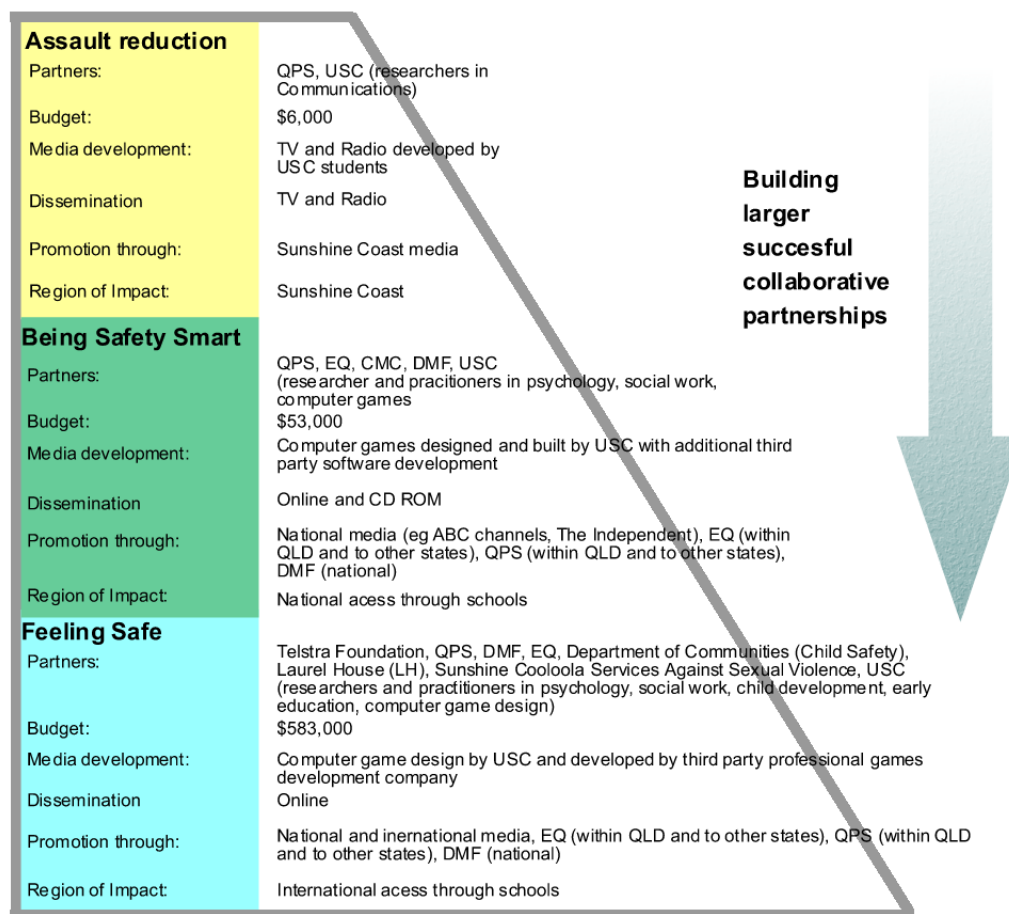 Assault reduction
Partners: QPS, USC (researchers in
Communications)
Budget: $6,000
Media development: TV and Radio developed by
USC students
Dissemination TV and Radio
Promotion through: Sunshine Coast media
Region of Impact: Sunshine Coast
Building
larger
succesful
collaborative
partnerships
Being Safety Smart
Partners: QPS, EQ, CMC, DMF, USC
(researcher and pracitioners in psychology, social work,
computer games
Budget: $53,000
Media development: Computer games designed and built by USC with additional third
party software development
Dissemination Online and CD ROM
Promotion through: National media (eg ABC channels, The Independent), EQ (within
QLD and to other states), QPS (within QLD and to other states),
DMF (national)
Region of Impact: National acess through schools
Feeling Safe
Partners: Telstra Foundation, QPS, DMF, EQ, Department of Communities (Child Safety),
Laurel House (LH), Sunshine Cooloola Services Against Sexual Violence, USC
(researchers and practitioners in psychology, social work, child development, early
education, computer game design)
Budget: $583,000
Media development: Computer game design by USC and developed by third party professional games
development company
Dissemination Online
Promotion through: National and inernational media, EQ (within QLD and to other states), QPS (within QLD
and to other states), DMF (national)
Region of Impact: International acess through schools